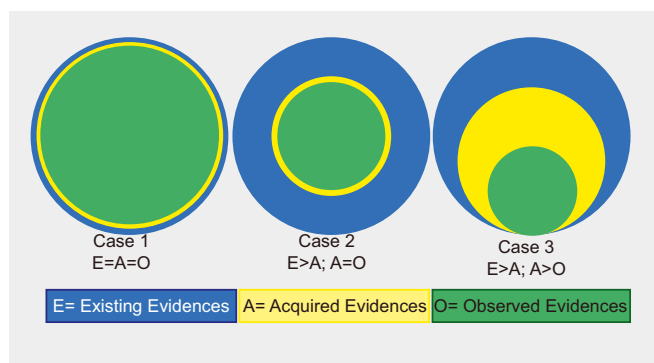 Case 1
E=A=O
Case 2
E>A; A=O
Case 3
E>A; A>O
E= Existing Evidences
A= Acquired Evidences
O= Observed Evidences